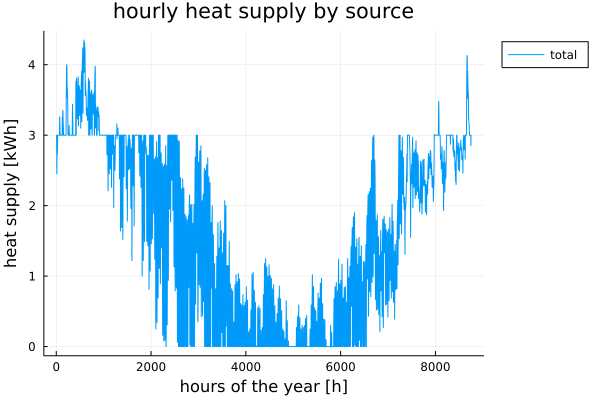 hourly heat supply by source
total
heat supply [kWh]
4
3
2
1
0
0 2000 4000 6000 8000
hours of the year [h]